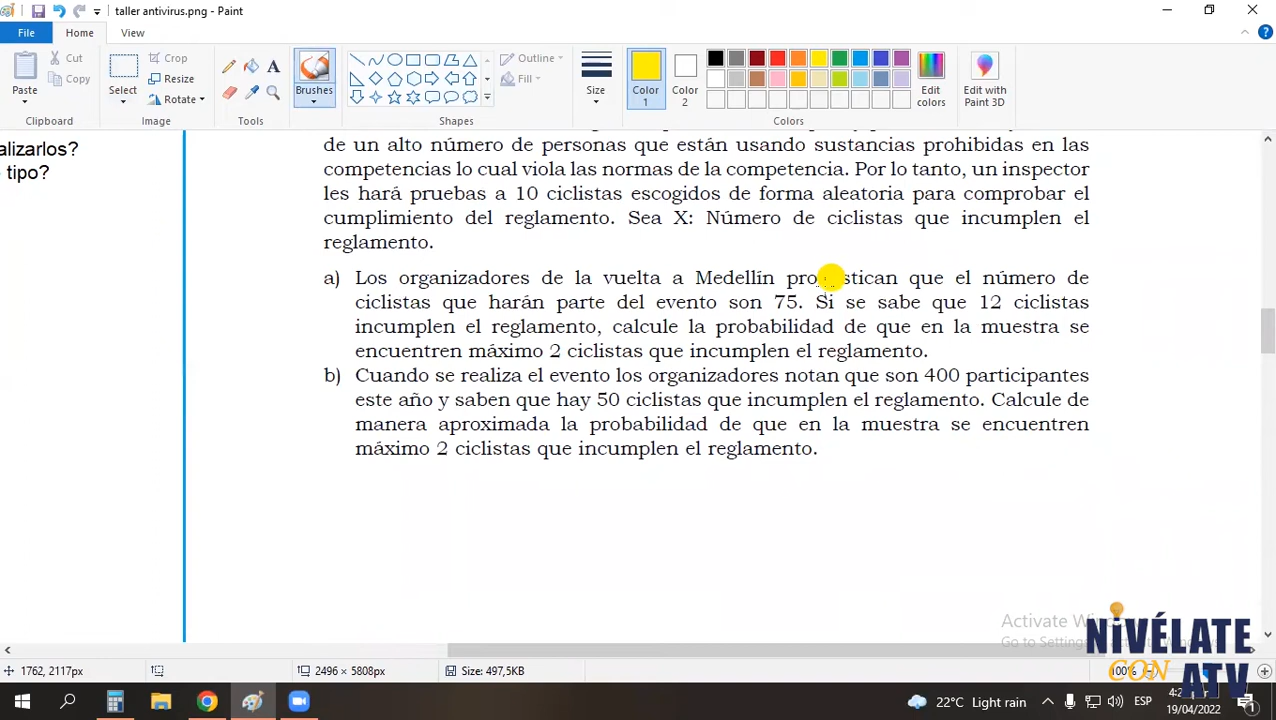 taller antivirus.png - Paint
File
Home
View
Paste
Cut
Copy
Clipboard
Select
Crop
Resize
Rotate
Image
Tools
Brushes
Shapes
Outline
Fill
Size
Color 1
Color 2
Colors
Edit colors
Edit with Paint 3D
alizarlos?
tipo?
de un alto número de personas que están usando sustancias prohibidas en las
competencias lo cual viola las normas de la competencia. Por lo tanto, un inspector
les hará pruebas a 10 ciclistas escogidos de forma aleatoria para comprobar el
cumplimiento del reglamento. Sea X: Número de ciclistas que incumplen el
reglamento.
a) Los organizadores de la vuelta a Medellín pro stican que el número de
ciclistas que harán parte del evento son 75. Si se sabe que 12 ciclistas
incumplen el reglamento, calcule la probabilidad de que en la muestra se
encuentren máximo 2 ciclistas que incumplen el reglamento.
b) Cuando se realiza el evento los organizadores notan que son 400 participantes
este año y saben que hay 50 ciclistas que incumplen el reglamento. Calcule de
manera aproximada la probabilidad de que en la muestra se encuentren
máximo 2 ciclistas que incumplen el reglamento.
Activate
Go to Setting
NIVÉLATE
CON ATV
1762, 2117px
2496 × 5808px
Size: 497,5KB
100%
22°C Light rain
ESP
19/04/2022
1